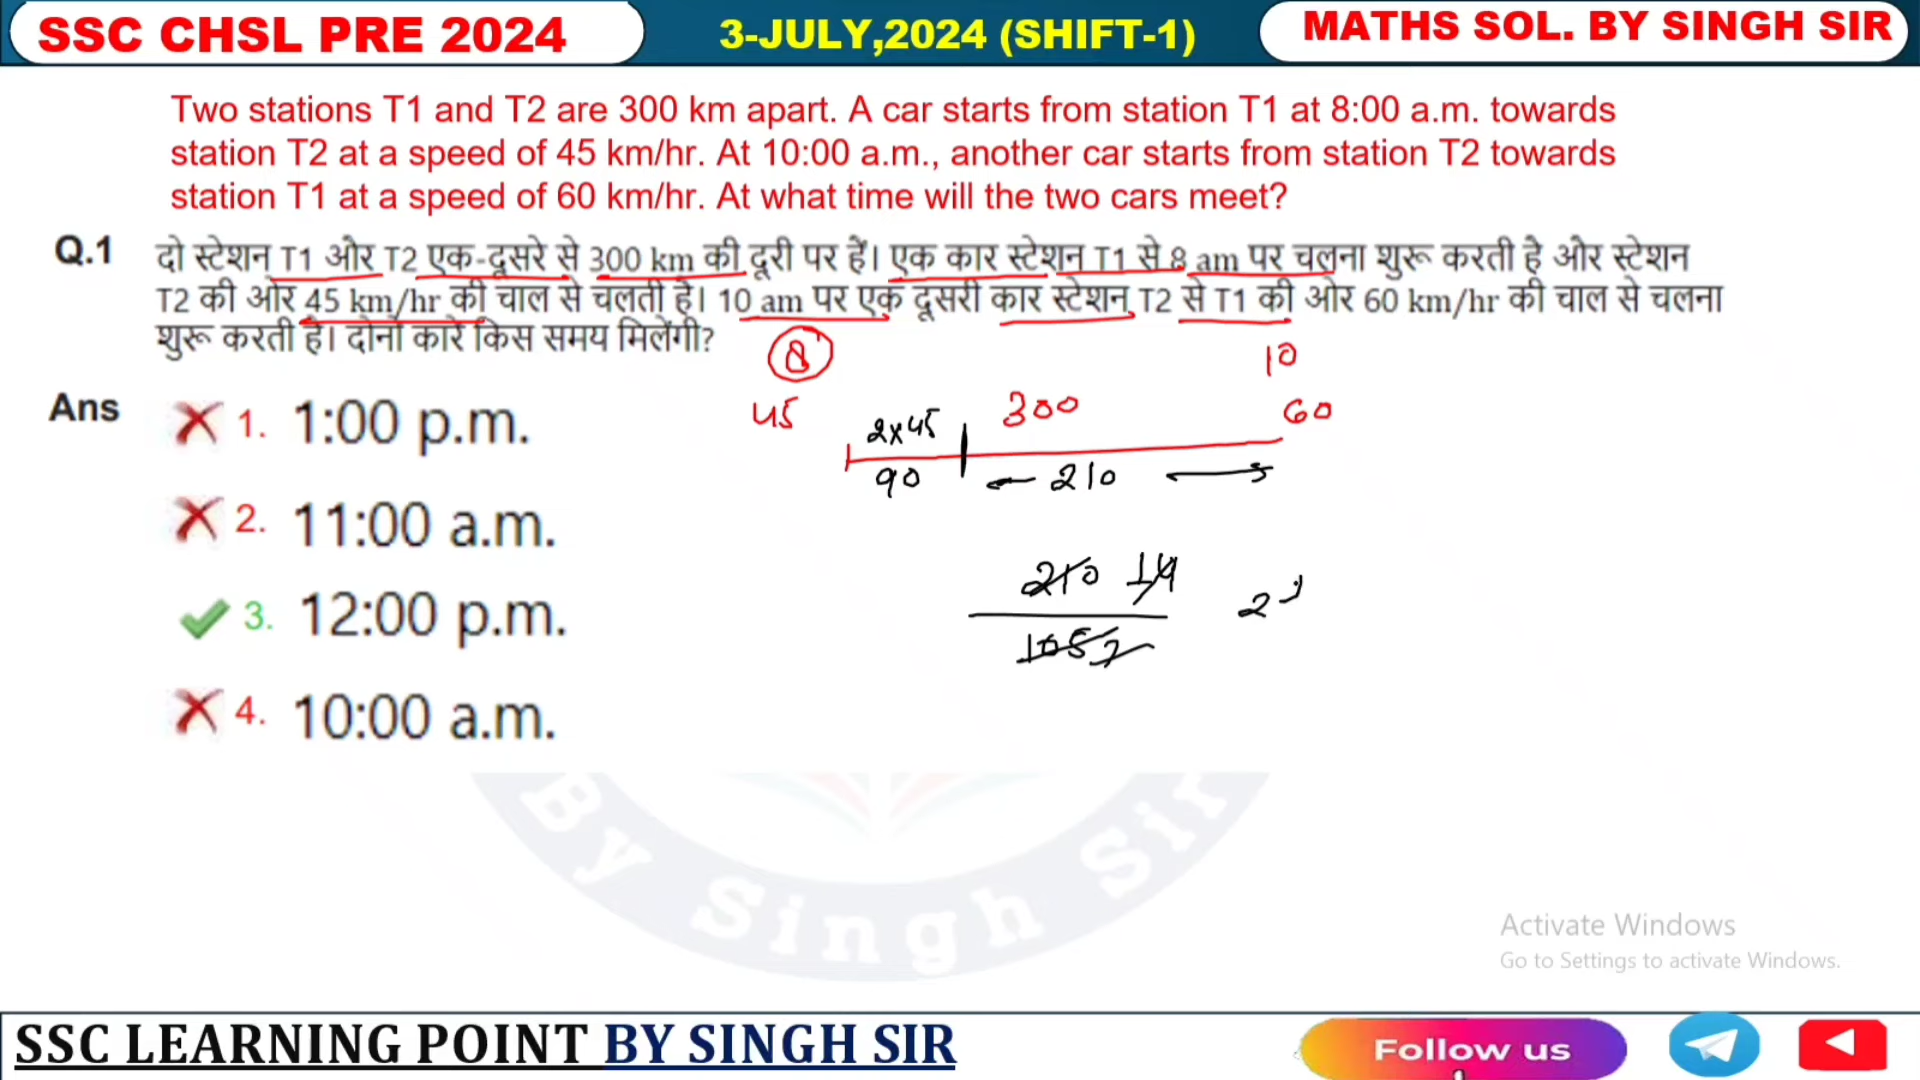 SSC CHSL PRE 2024
3-JULY,2024 (SHIFT-1)
MATHS SOL. BY SINGH SIR
Two stations T1 and T2 are 300 km apart. A car starts from station T1 at 8:00 a.m. towards
station T2 at a speed of 45 km/hr. At 10:00 a.m., another car starts from station T2 towards
station T1 at a speed of 60 km/hr. At what time will the two cars meet?
Q.1 दो स्टेशन T1 और T2 एक-दूसरे से 300 km की दूरी पर हैं। एक कार स्टेशन T1 से 8 am पर चलना शुरू करती है और स्टेशन
T2 की ओर 45 km/hr की चाल से चलती है। 10 am पर एक दूसरी कार स्टेशन T2 से T1 की ओर 60 km/hr की चाल से चलना
शुरू करती है। दोनों कारें किस समय मिलेंगी?
8
10
45
2x45
300
60
90
210
Ans
1. 1:00 p.m.
2. 11:00 a.m.
3. 12:00 p.m.
4. 10:00 a.m.
210 14
105 7
2
By Singh Sir
Activate Windows
Go to Settings to activate Windows.
SSC LEARNING POINT BY SINGH SIR
Follow us